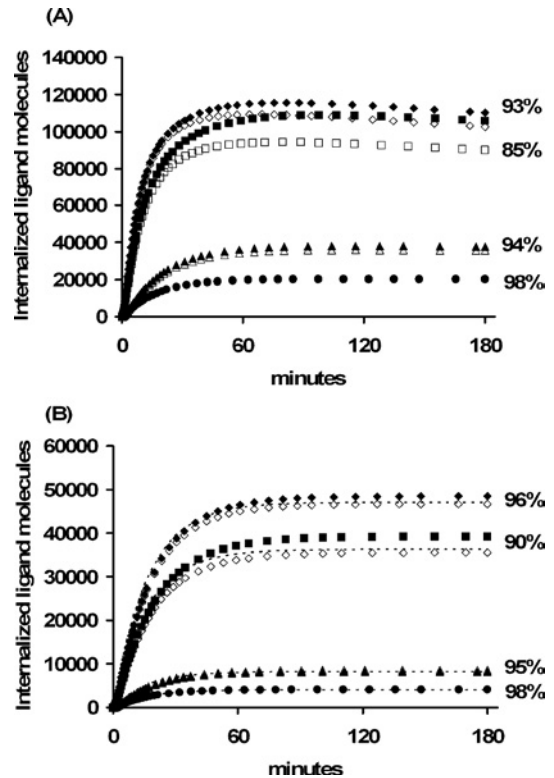 (A)
140000
120000
100000
80000
60000
40000
20000
0
Internalized ligand molecules
93%
85%
94%
98%
0 60 120 180
minutes
(B)
60000
50000
40000
30000
20000
10000
0
Internalized ligand molecules
96%
90%
95%
98%
0 60 120 180
minutes